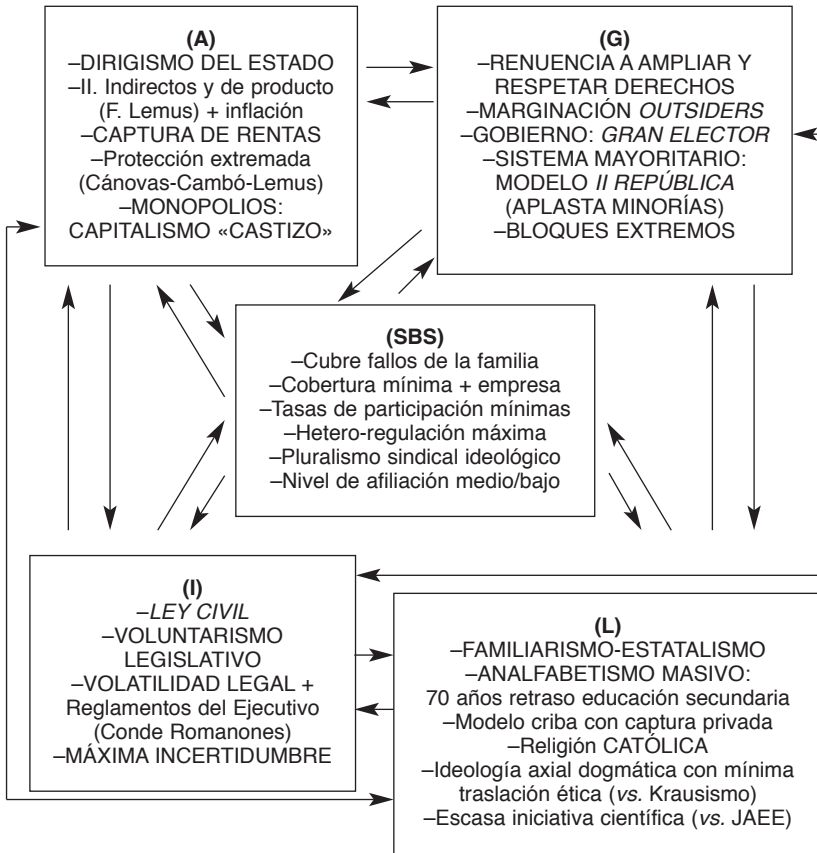 (A)
–DIRIGISMO DEL ESTADO
–II. Indirectos y de producto
(F. Lemus) + inflación
–CAPTURA DE RENTAS
–Protección extremada
(Cánovas-Cambó-Lemus)
–MONOPOLIOS:
CAPITALISMO «CASTIZO»
(G)
–RENUENCIA A AMPLIAR Y
RESPETAR DERECHOS
–MARGINACIÓN OUTSIDERS
–GOBIERNO: GRAN ELECTOR
–SISTEMA MAYORITARIO:
MODELO II REPÚBLICA
(APLASTA MINORÍAS)
–BLOQUES EXTREMOS
(SBS)
–Cubre fallos de la familia
–Cobertura mínima + empresa
–Tasas de participación mínimas
–Hetero-regulación máxima
–Pluralismo sindical ideológico
–Nivel de afiliación medio/bajo
(I)
–LEY CIVIL
–VOLUNTARISMO
LEGISLATIVO
–VOLATILIDAD LEGAL +
Reglamentos del Ejecutivo
(Conde Romanones)
–MÁXIMA INCERTIDUMBRE
(L)
–FAMILIARISMO-ESTATALISMO
–ANALFABETISMO MASIVO:
70 años retraso educación secundaria
–Modelo criba con captura privada
–Religión CATÓLICA
–Ideología axial dogmática con mínima
traslación ética (vs. Krausismo)
–Escasa iniciativa científica (vs. JAEE)